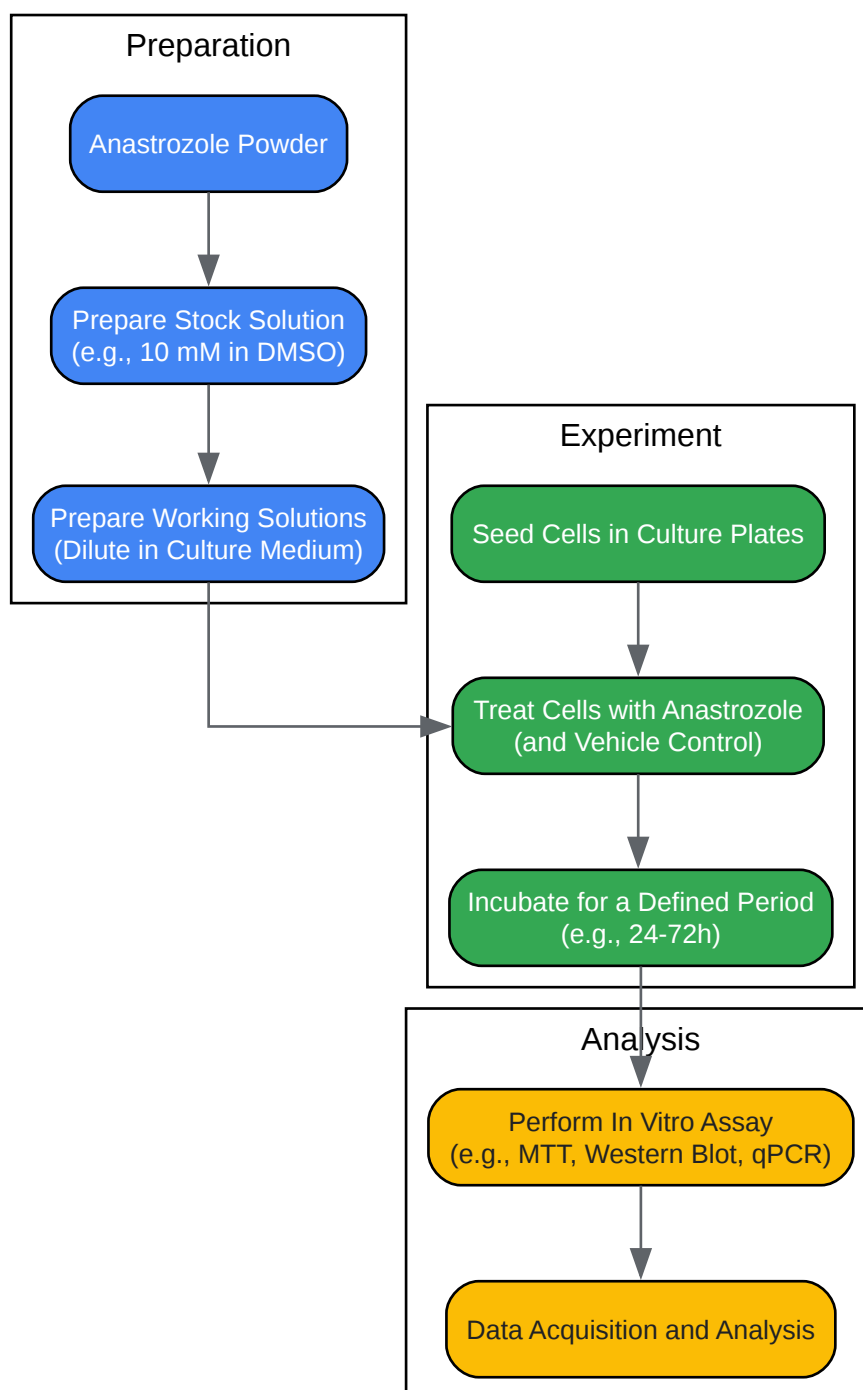 Preparation
Anastrozole Powder
Prepare Stock Solution
(e.g., 10 mM in DMSO)
Prepare Working Solutions
(Dilute in Culture Medium)
Experiment
Seed Cells in Culture Plates
Treat Cells with Anastrozole
(and Vehicle Control)
Incubate for a Defined Period
(e.g., 24-72h)
Analysis
Perform In Vitro Assay
(e.g., MTT, Western Blot, qPCR)
Data Acquisition and Analysis